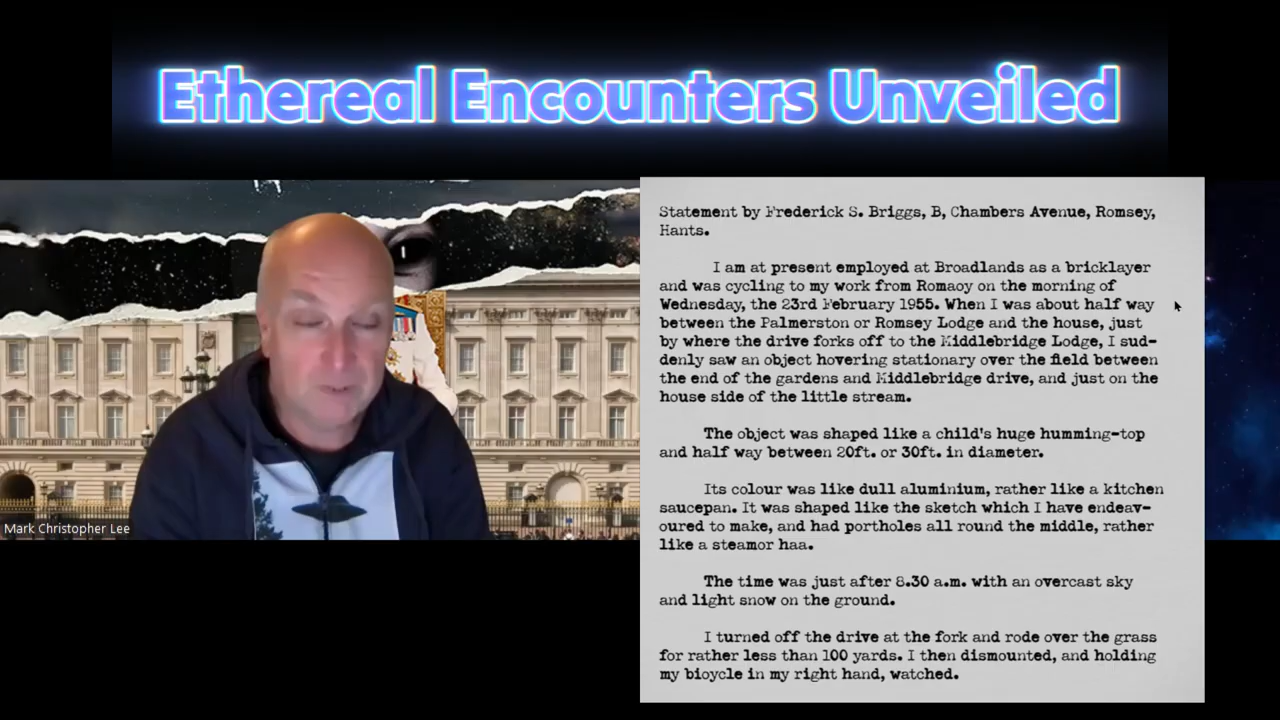 Ethereal Encounters Unveiled
Mark Christopher Lee
Statement by Frederick S. Briggs, B, Chambers Avenue, Romsey,
Hants.
I am at present employed at Broadlands as a bricklayer
and was cycling to my work from Romaoy on the morning of
Wednesday, the 23rd February 1955. When I was about half way
between the Palmerston or Romsey Lodge and the house, just
by where the drive forks off to the Middlebridge Lodge, I sud-
denly saw an object hovering stationary over the field between
the end of the gardens and Middlebridge drive, and just on the
house side of the little stream.
The object was shaped like a child's huge humming-top
and half way between 20ft. or 30ft. in diameter.
Its colour was like dull aluminium, rather like a kitchen
saucepan. It was shaped like the sketch which I have endeav-
oured to make, and had portholes all round the middle, rather
like a steamor haa.
The time was just after 8.30 a.m. with an overcast sky
and light snow on the ground.
I turned off the drive at the fork and rode over the grass
for rather less than 100 yards. I then dismounted, and holding
my bioycle in my right hand, watched.